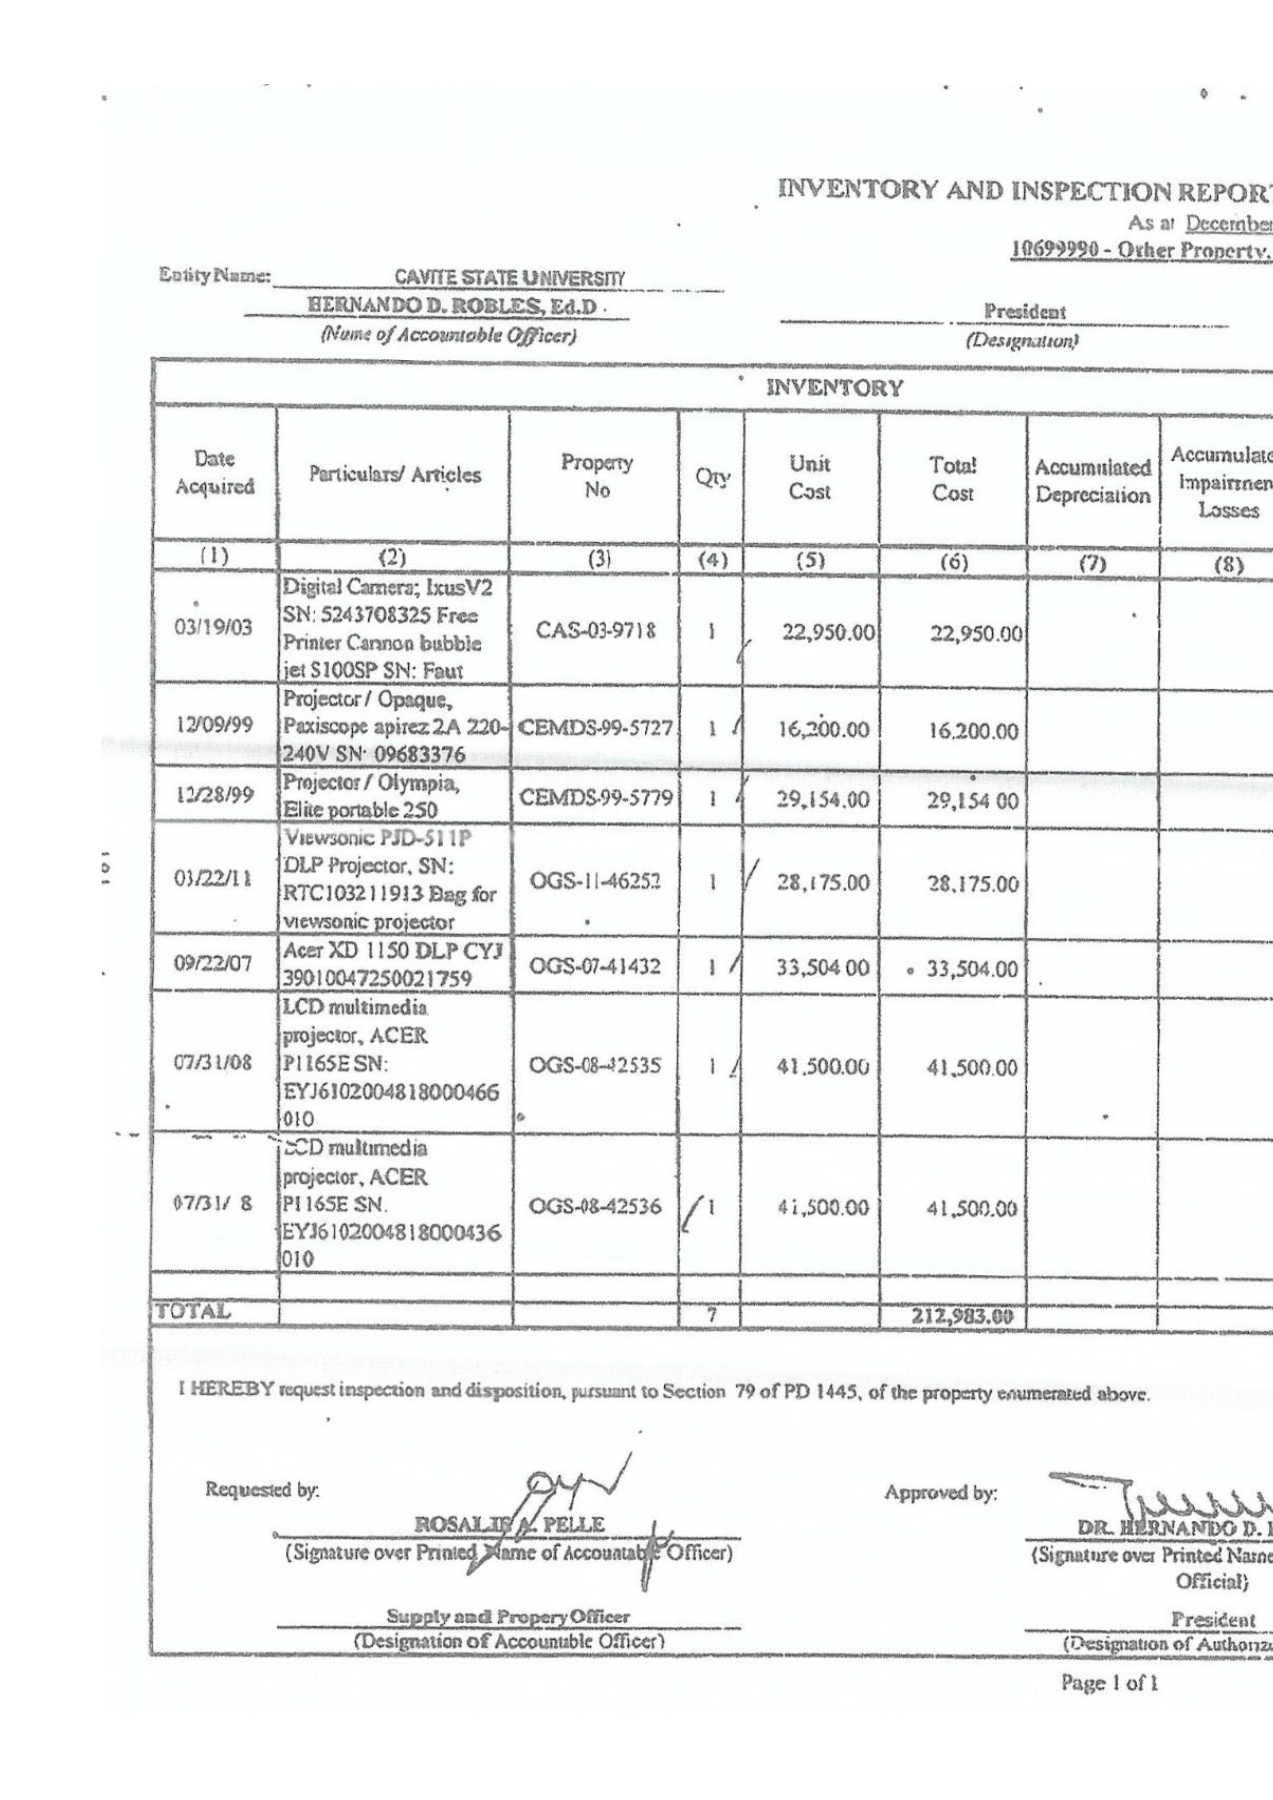 INVENTORY AND INSPECTION REPOR
As at December
10699990 - Other Property,
Entity Name: CAVITE STATE UNIVERSITY
HERNANDO D. ROBLES, Ed.D
(Name of Accountable Officer)
President
(Designation)
INVENTORY
Date Acquired
Particulars/ Articles
Property No
Qty
Unit Cost
Total Cost
Accumulated Depreciation
Accumulate Impairmen Losses
(1) (2) (3) (4) (5) (6) (7) (8)
Digital Camera; IxusV2
SN: 5243708325 Free
03/19/03 Printer Cannon bubble CAS-03-9718 1 22,950.00 22,950.00
jet S100SP SN: Faut
Projector / Opaque,
12/09/99 Paxiscope apirez 2A 220- CEMDS-99-5727 1 16,200.00 16,200.00
240V SN: 09683376
Projector / Olympia,
12/28/99 Elite portable 250 CEMDS-99-5779 1 29,154.00 29,154 00
Viewsonic PJD-511P
DLP Projector, SN:
03/22/11 RTC103211913 Bag for OGS-11-46252 1 28,175.00 28,175.00
viewsonic projector
Acer XD 1150 DLP CYJ
09/22/07 39010047250021759 OGS-07-41432 1 33,504 00 33,504.00
LCD multimedia
projector, ACER
07/31/08 P1165E SN: OGS-08-42535 1 41,500.00 41,500.00
EYJ61020048180004​66
010
LCD multimedia
projector, ACER
07/31/ 8 P1165E SN. OGS-08-42536 1 41,500.00 41,500.00
EYJ6102004818000436
010
TOTAL 7 212,983.00
I HEREBY request inspection and disposition, pursuant to Section 79 of PD 1445, of the property enumerated above.
Requested by:
ROSALIE A. PELLE
(Signature over Printed Name of Accountable Officer)
Supply and Propery Officer
(Designation of Accountable Officer)
Approved by:
DR. HERNANDO D.
(Signature over Printed Name
Official)
President
(Designation of Authoriz
Page 1 of 1